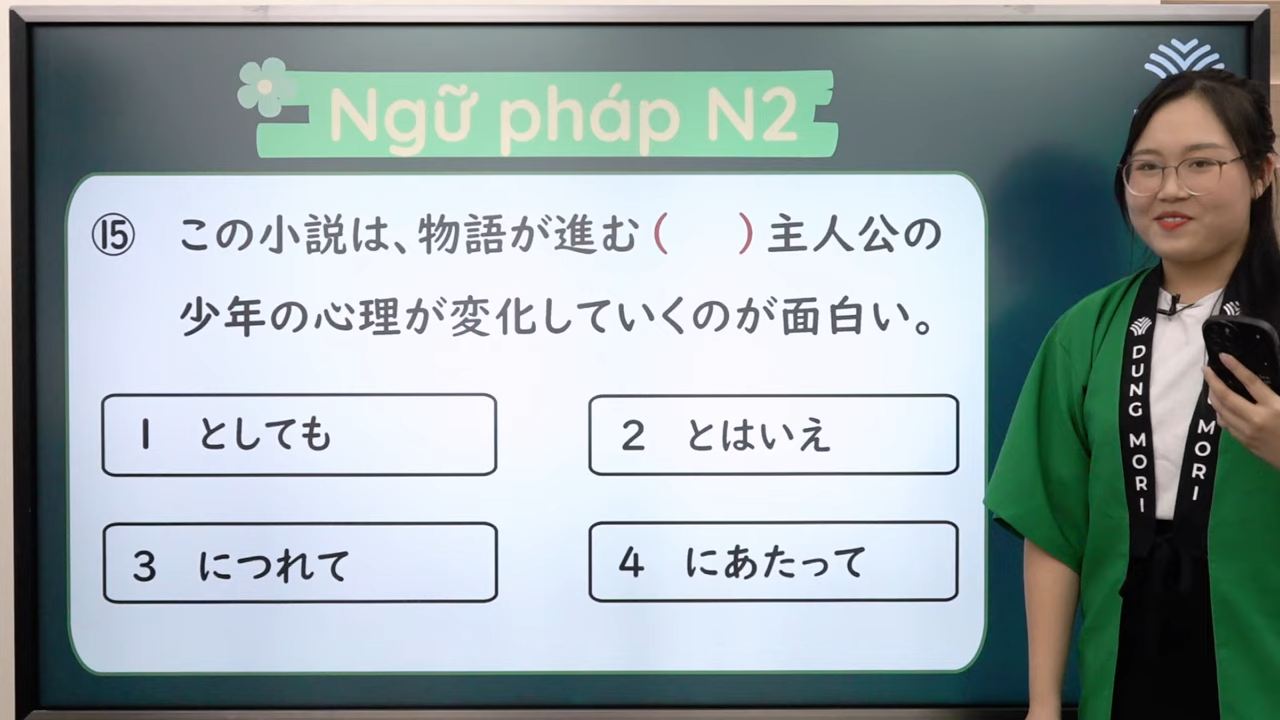 Ngữ pháp N2
⑮ この小説は、物語が進む( )主人公の
少年の心理が変化していくのが面白い。
1 としても
2 とはいえ
3 につれて
4 にあたって
DUNG MORI
MORI